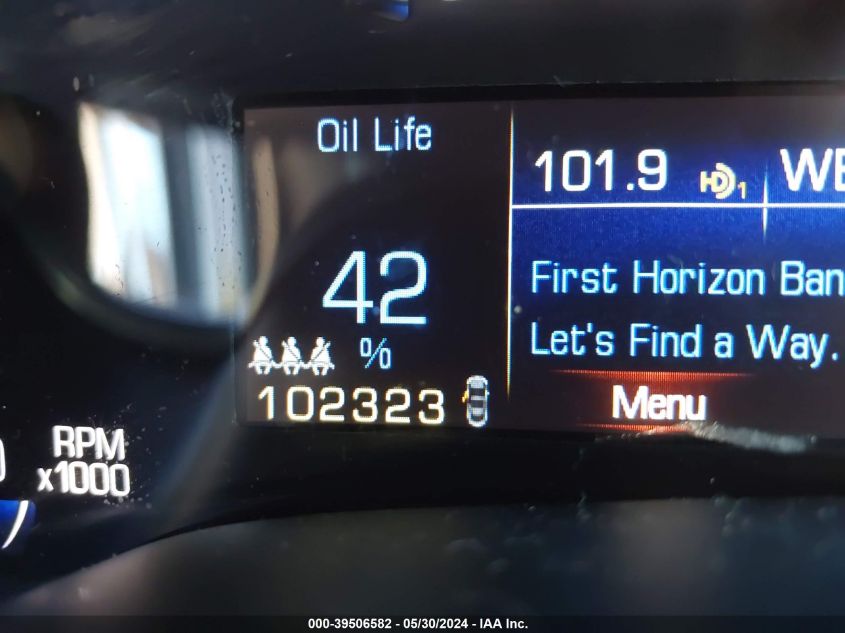 Oil Life
42
%
102323
101.9 HD1
First Horizon
Let's Find a Way.
Menu
RPM
x1000
000-39506582 - 05/30/2024 - IAA Inc.